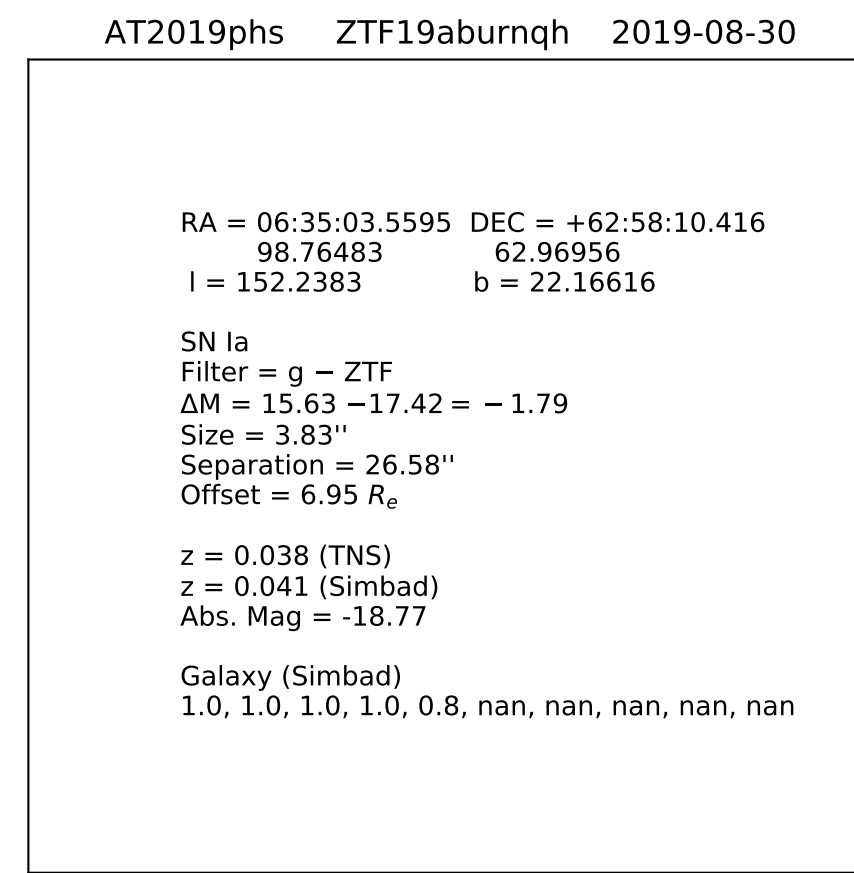 AT2019phs ZTF19aburnqh 2019-08-30
RA = 06:35:03.5595 DEC = +62:58:10.416
98.76483 62.96956
l = 152.2383 b = 22.16616
SN Ia
Filter = g − ZTF
ΔM = 15.63 −17.42 = − 1.79
Size = 3.83''
Separation = 26.58''
Offset = 6.95 Rₑ
z = 0.038 (TNS)
z = 0.041 (Simbad)
Abs. Mag = -18.77
Galaxy (Simbad)
1.0, 1.0, 1.0, 1.0, 0.8, nan, nan, nan, nan, nan